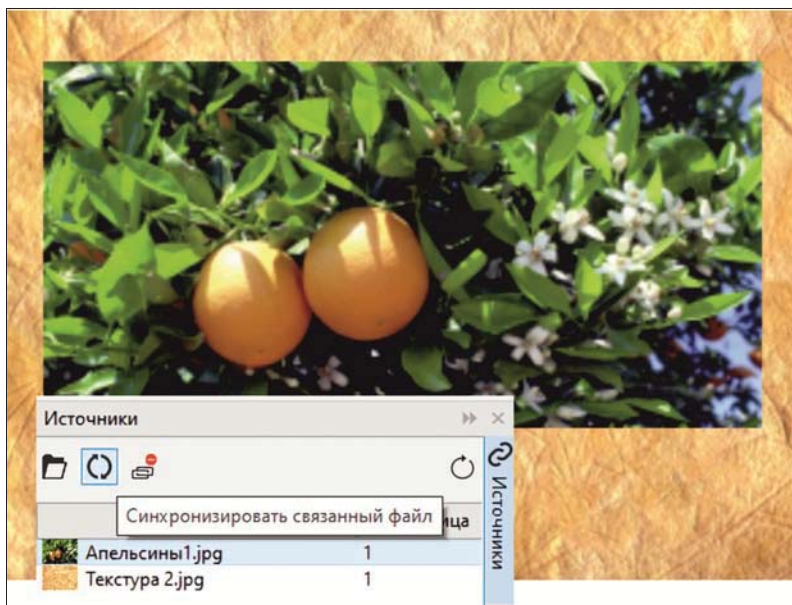 Источники
Синхронизировать связанный файл
ица
Апельсины1.jpg 1
Текстура 2.jpg 1
Источники